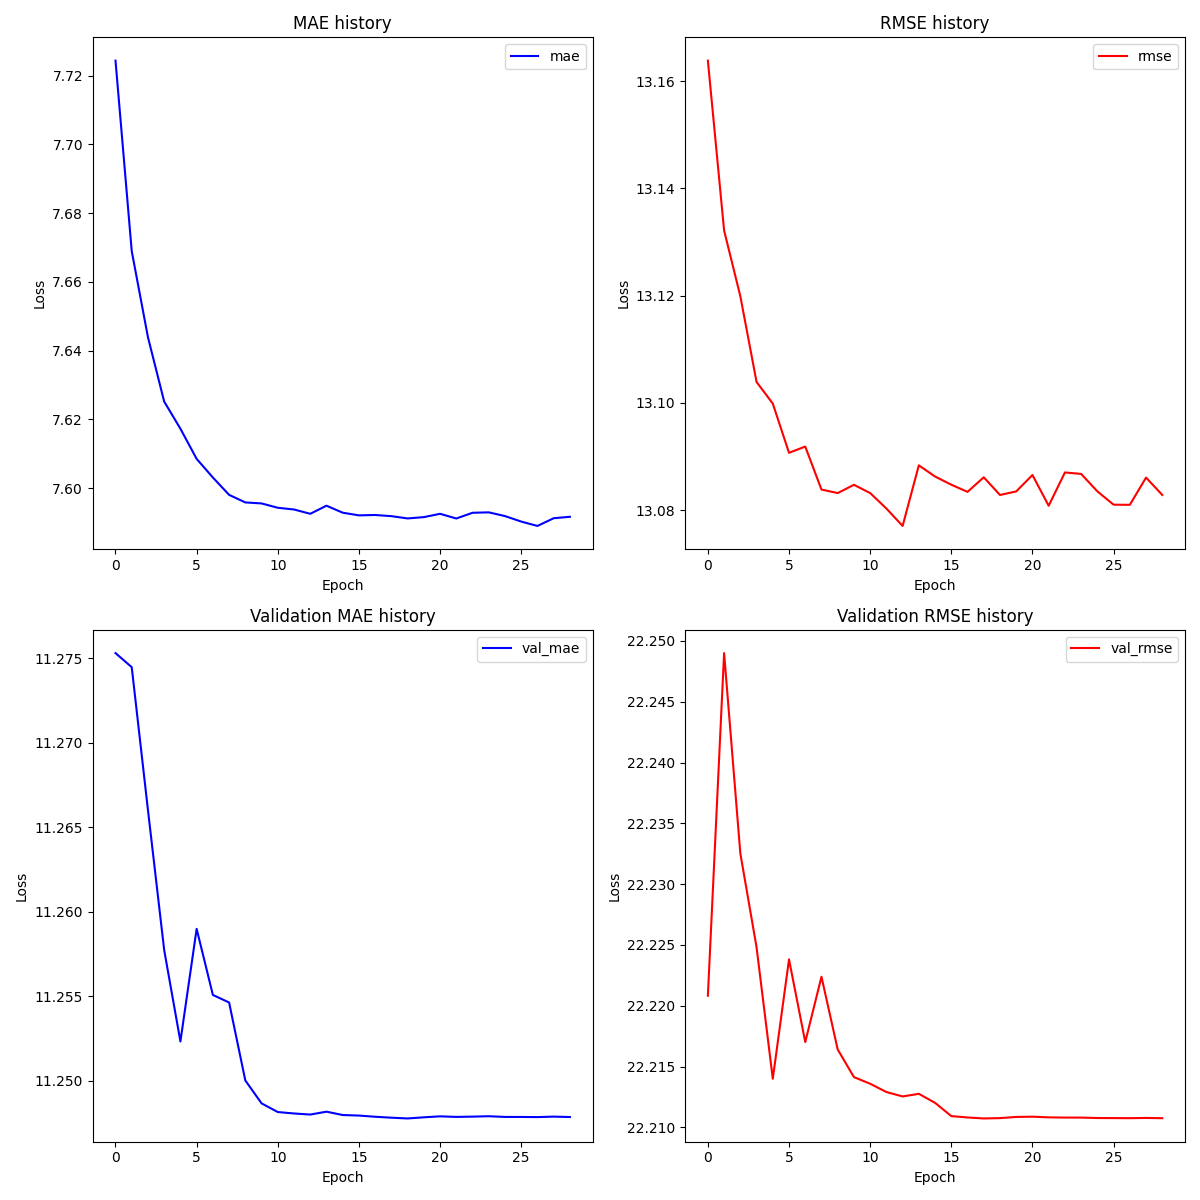 MAE history
mae
7.72
7.70
7.68
7.66
7.64
7.62
7.60
Loss
0 5 10 15 20 25
Epoch
RMSE history
rmse
13.16
13.14
13.12
13.10
13.08
Loss
0 5 10 15 20 25
Epoch
Validation MAE history
val_mae
11.275
11.270
11.265
11.260
11.255
11.250
Loss
0 5 10 15 20 25
Epoch
Validation RMSE history
val_rmse
22.250
22.245
22.240
22.235
22.230
22.225
22.220
22.215
22.210
Loss
0 5 10 15 20 25
Epoch